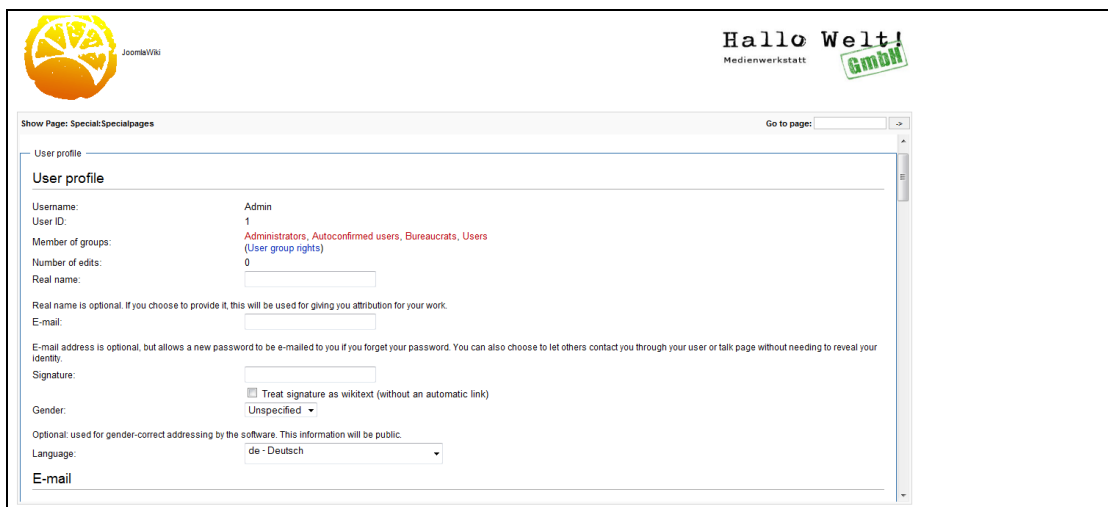 JoomlaWiki
Hallo Welt!
Medienwerkstatt
GmbH
Show Page: Special:Specialpages
Go to page:
->
User profile
User profile
Username: Admin
User ID: 1
Member of groups: Administrators, Autoconfirmed users, Bureaucrats, Users
(User group rights)
Number of edits: 0
Real name:
Real name is optional. If you choose to provide it, this will be used for giving you attribution for your work.
E-mail:
E-mail address is optional, but allows a new password to be e-mailed to you if you forget your password. You can also choose to let others contact you through your user or talk page without needing to reveal your
identity.
Signature:
Treat signature as wikitext (without an automatic link)
Gender: Unspecified
Optional: used for gender-correct addressing by the software. This information will be public.
Language: de - Deutsch
E-mail